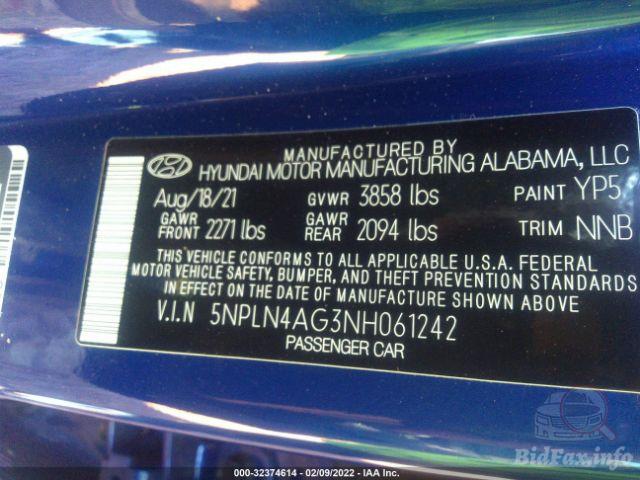 MANUFACTURED BY
HYUNDAI MOTOR MANUFACTURING ALABAMA, LLC
Aug/18/21 GVWR 3858 lbs PAINT YP5
GAWR FRONT 2271 lbs GAWR REAR 2094 lbs TRIM NNB
THIS VEHICLE CONFORMS TO ALL APPLICABLE U.S.A. FEDERAL
MOTOR VEHICLE SAFETY, BUMPER, AND THEFT PREVENTION STANDARDS
IN EFFECT ON THE DATE OF MANUFACTURE SHOWN ABOVE.
V.I.N 5NPLN4AG3NH061242
PASSENGER CAR
BidFax.info
000-32374614 - 02/09/2022 - IAA Inc.